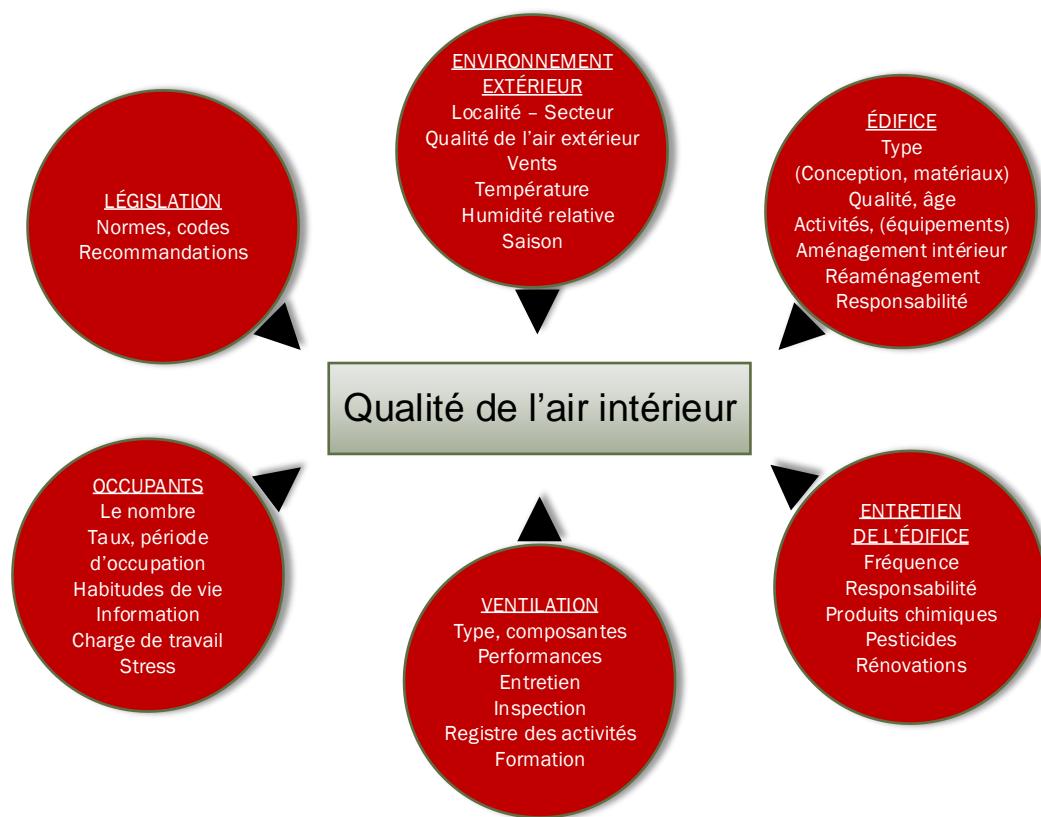 ENVIRONNEMENT
EXTÉRIEUR
Localité – Secteur
Qualité de l'air extérieur
Vents
Température
Humidité relative
Saison
ÉDIFICE
Type
(Conception, matériaux)
Qualité, âge
Activités, (équipements)
Aménagement intérieur
Réaménagement
Responsabilité
LÉGISLATION
Normes, codes
Recommandations
Qualité de l'air intérieur
OCCUPANTS
Le nombre
Taux, période
d'occupation
Habitudes de vie
Information
Charge de travail
Stress
VENTILATION
Type, composantes
Performances
Entretien
Inspection
Registre des activités
Formation
ENTRETIEN
DE L'ÉDIFICE
Fréquence
Responsabilité
Produits chimiques
Pesticides
Rénovations